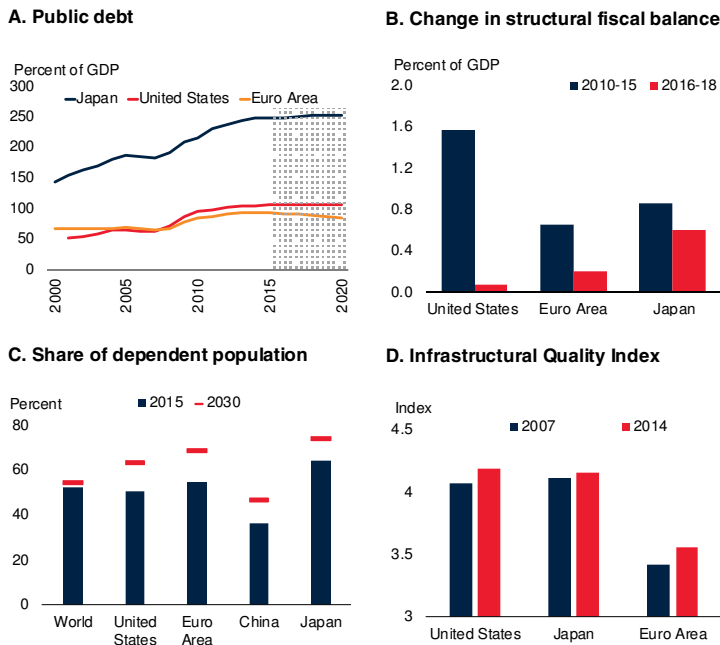 A. Public debt
Percent of GDP
300
Japan United States Euro Area
250
200
150
100
50
0
2000
2005
2010
2015
2020
B. Change in structural fiscal balance
Percent of GDP
2.0
2010-15 2016-18
1.6
1.2
0.8
0.4
0.0
United States Euro Area Japan
C. Share of dependent population
Percent
2015 2030
80
60
40
20
0
World United States Euro Area China Japan
D. Infrastructural Quality Index
Index
4.5
2007 2014
4
3.5
3
United States Japan Euro Area